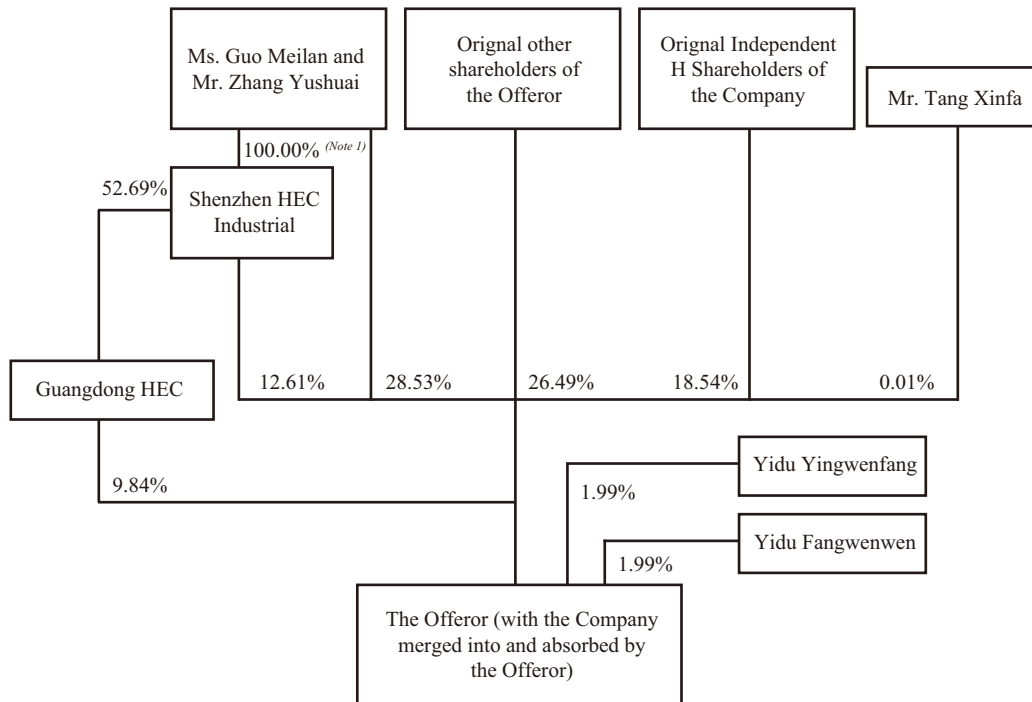 Ms. Guo Meilan and
Mr. Zhang Yushuai
Orignal other
shareholders of
the Offeror
Orignal Independent
H Shareholders of
the Company
Mr. Tang Xinfa
100.00% (Note 1)
52.69%
Shenzhen HEC
Industrial
Guangdong HEC
12.61%
28.53%
26.49%
18.54%
0.01%
9.84%
Yidu Yingwenfang
1.99%
Yidu Fangwenwen
1.99%
The Offeror (with the Company
merged into and absorbed by
the Offeror)